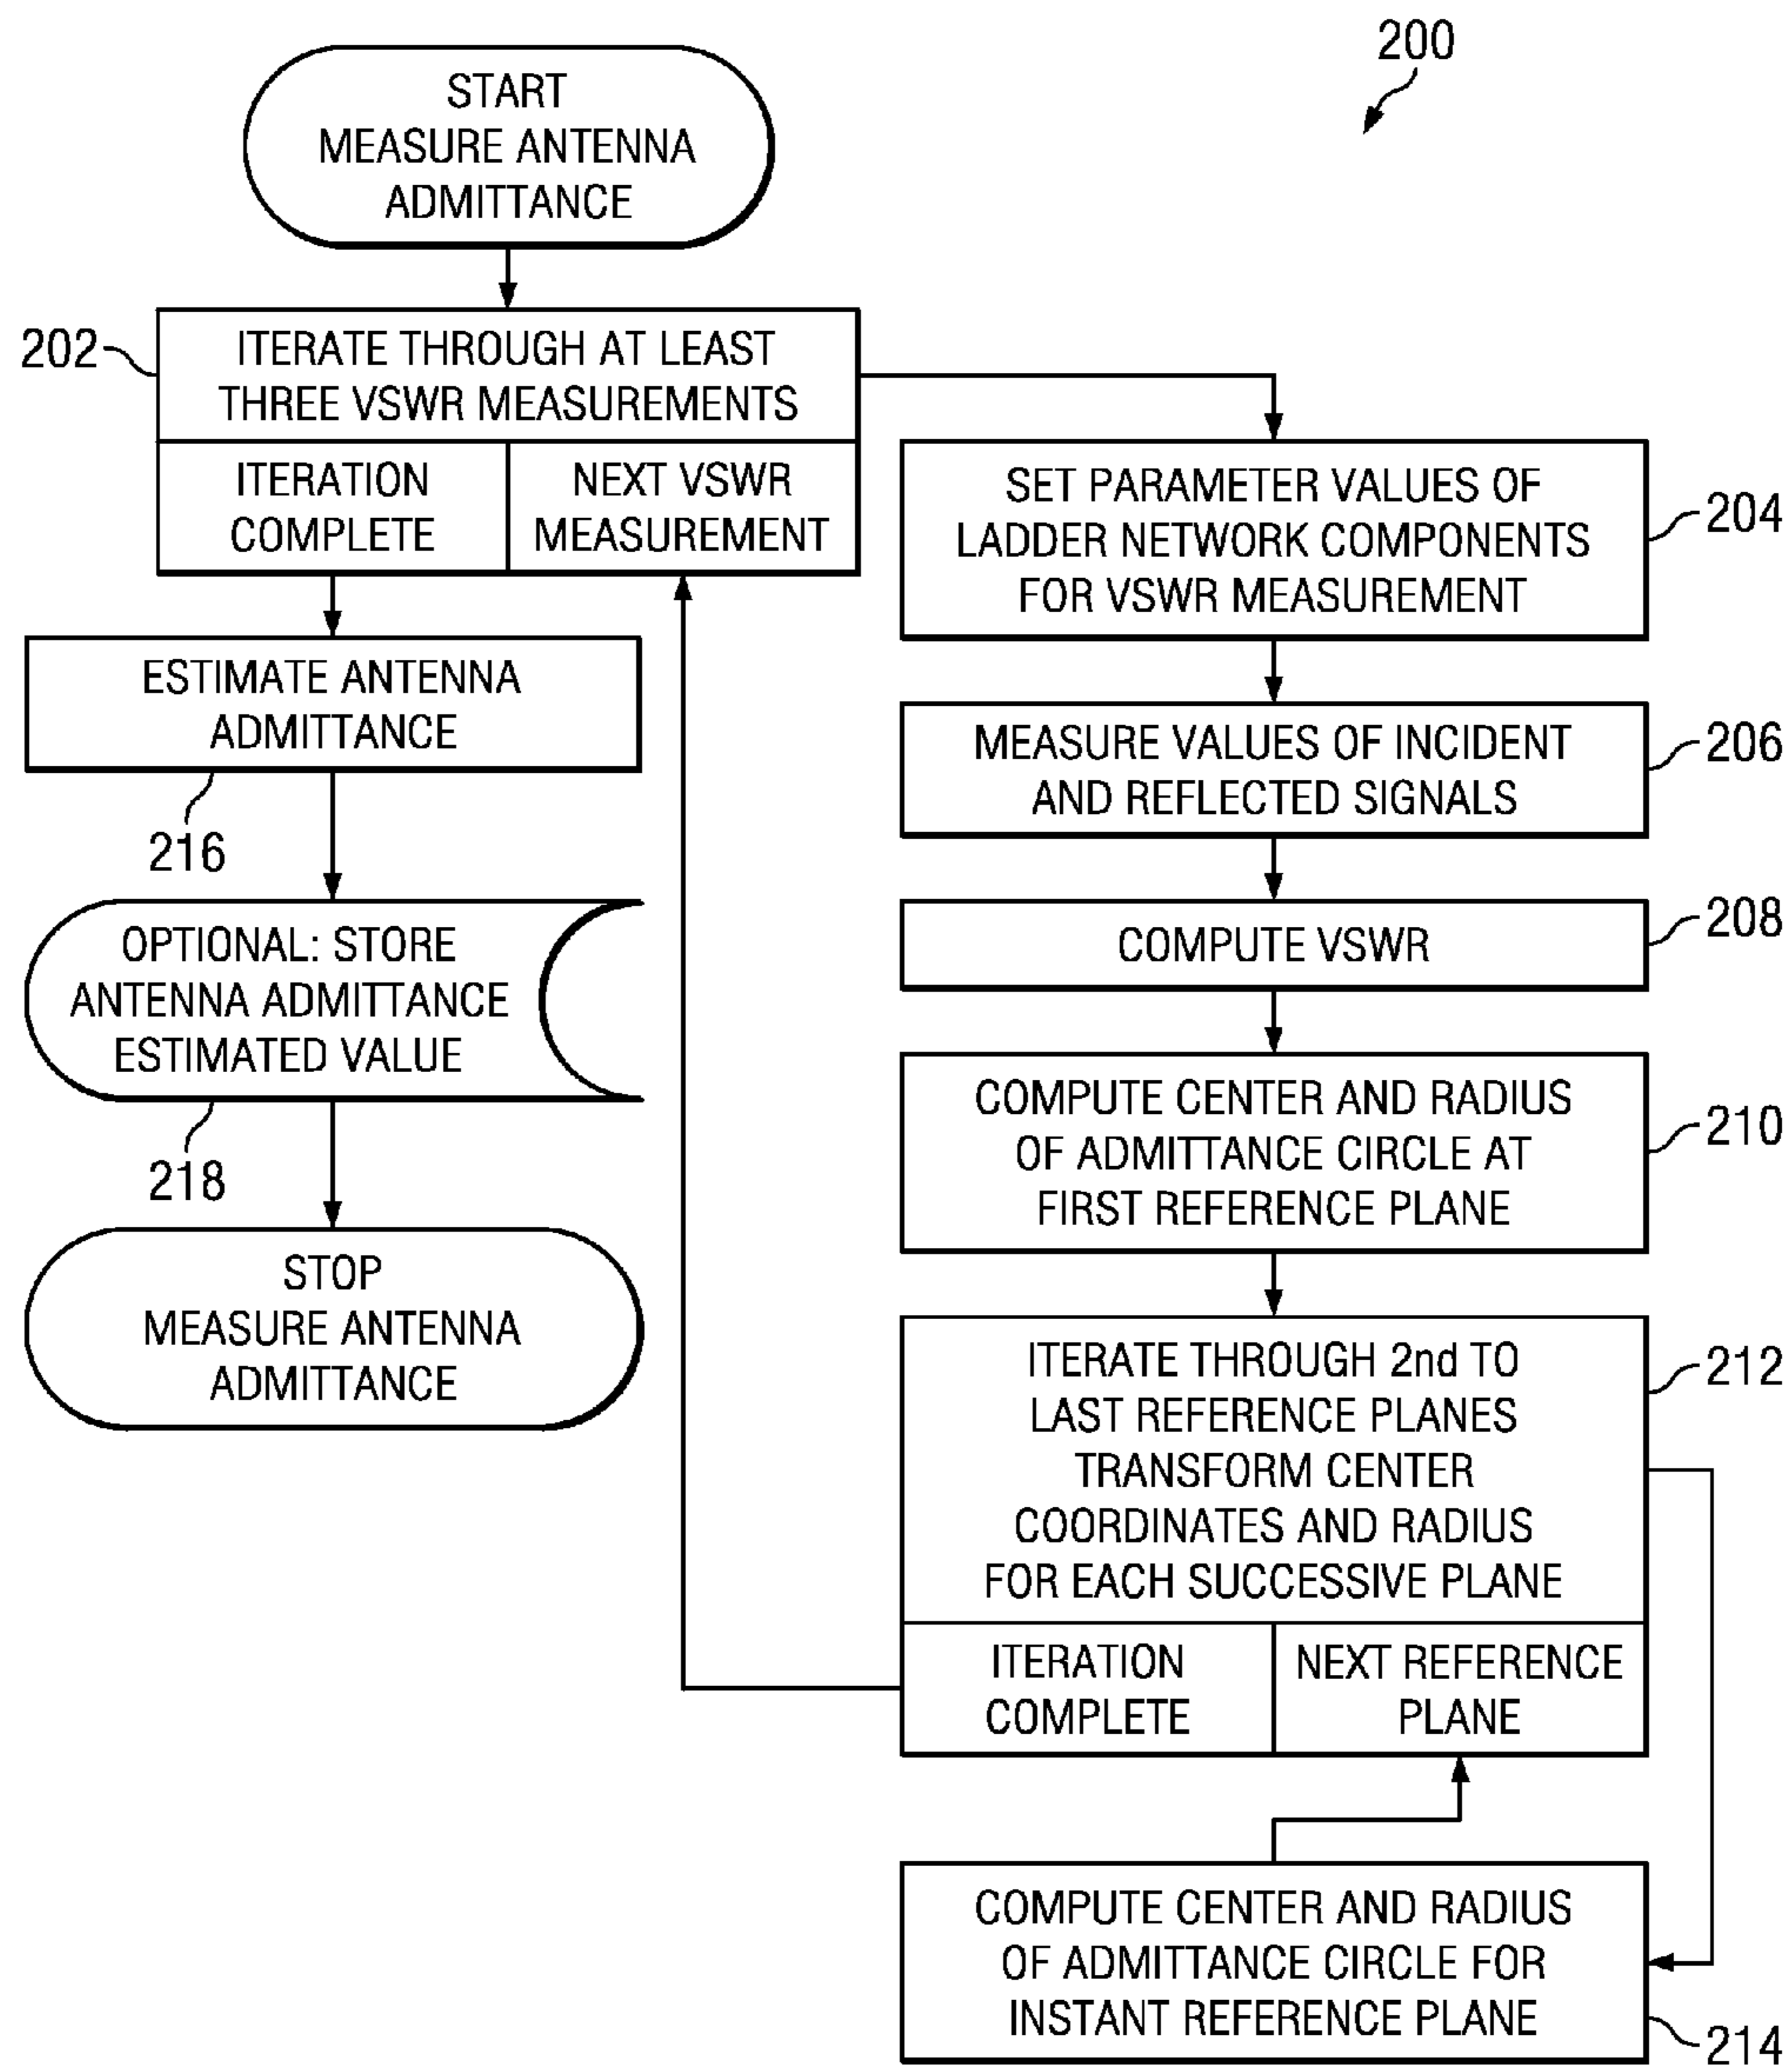 200
START
MEASURE ANTENNA
ADMITTANCE
202
ITERATE THROUGH AT LEAST
THREE VSWR MEASUREMENTS
ITERATION
COMPLETE
NEXT VSWR
MEASUREMENT
SET PARAMETER VALUES OF
LADDER NETWORK COMPONENTS
FOR VSWR MEASUREMENT
204
ESTIMATE ANTENNA
ADMITTANCE
216
MEASURE VALUES OF INCIDENT
AND REFLECTED SIGNALS
206
COMPUTE VSWR
208
OPTIONAL: STORE
ANTENNA ADMITTANCE
ESTIMATED VALUE
218
COMPUTE CENTER AND RADIUS
OF ADMITTANCE CIRCLE AT
FIRST REFERENCE PLANE
210
STOP
MEASURE ANTENNA
ADMITTANCE
ITERATE THROUGH 2nd TO
LAST REFERENCE PLANES
TRANSFORM CENTER
COORDINATES AND RADIUS
FOR EACH SUCCESSIVE PLANE
212
ITERATION
COMPLETE
NEXT REFERENCE
PLANE
COMPUTE CENTER AND RADIUS
OF ADMITTANCE CIRCLE FOR
INSTANT REFERENCE PLANE
214